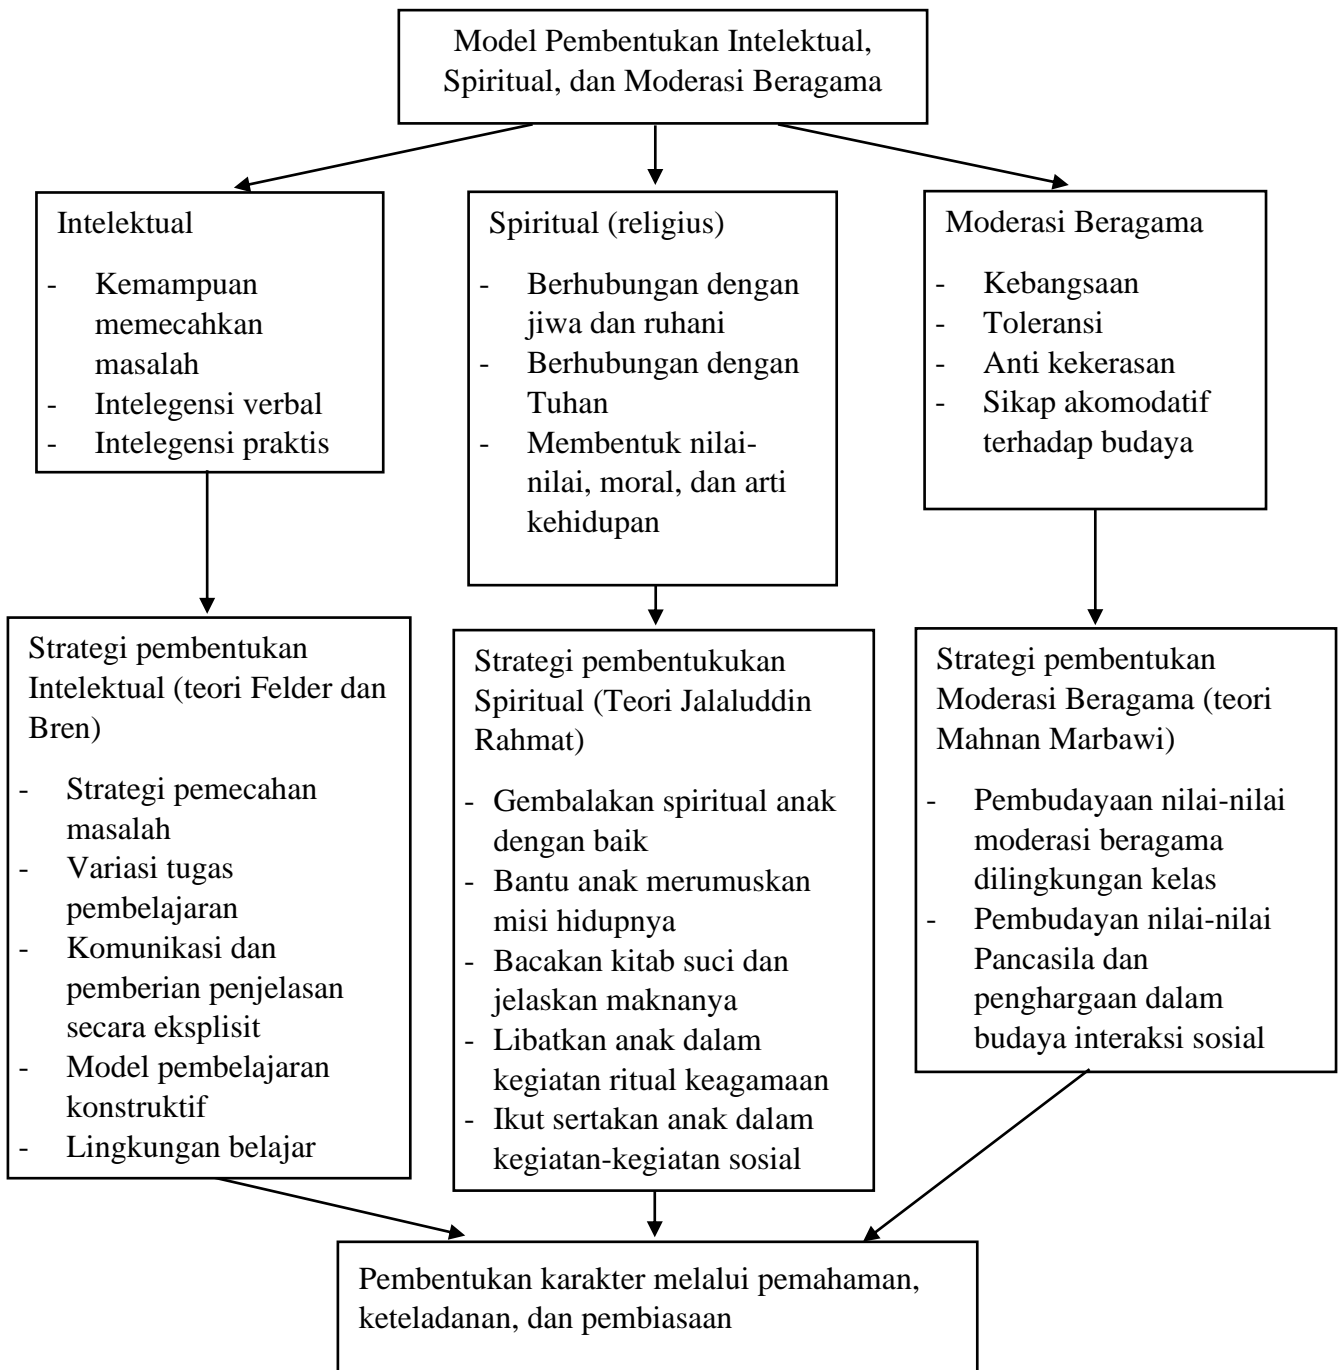 Model Pembentukan Intelektual,
Spiritual, dan Moderasi Beragama
Intelektual
- Kemampuan
memecahkan
masalah
- Intelegensi verbal
- Intelegensi praktis
Spiritual (religius)
- Berhubungan dengan
jiwa dan ruhani
- Berhubungan dengan
Tuhan
- Membentuk nilai-
nilai, moral, dan arti
kehidupan
Moderasi Beragama
- Kebangsaan
- Toleransi
- Anti kekerasan
- Sikap akomodatif
terhadap budaya
Strategi pembentukan
Intelektual (teori Felder dan
Bren)
- Strategi pemecahan
masalah
- Variasi tugas
pembelajaran
- Komunikasi dan
pemberian penjelasan
secara eksplisit
- Model pembelajaran
konstruktif
- Lingkungan belajar
Strategi pembentukukan
Spiritual (Teori Jalaluddin
Rahmat)
- Gembalakan spiritual anak
dengan baik
- Bantu anak merumuskan
misi hidupnya
- Bacakan kitab suci dan
jelaskan maknanya
- Libatkan anak dalam
kegiatan ritual keagamaan
- Ikut sertakan anak dalam
kegiatan-kegiatan sosial
Strategi pembentukan
Moderasi Beragama (teori
Mahnan Marbawi)
- Pembudayaan nilai-nilai
moderasi beragama
dilingkungan kelas
- Pembudayan nilai-nilai
Pancasila dan
penghargaan dalam
budaya interaksi sosial
Pembentukan karakter melalui pemahaman,
keteladanan, dan pembiasaan